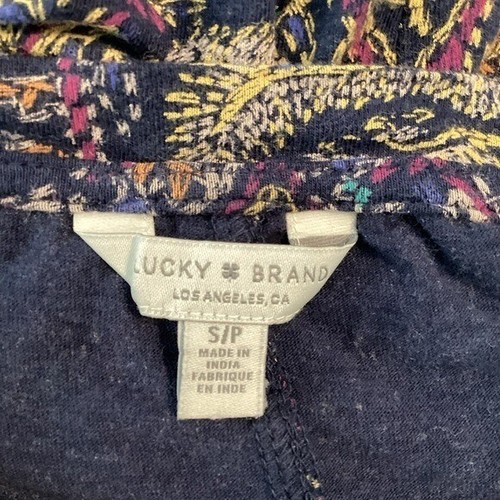 LUCKY BRAND
LOS ANGELES, CA
S/P
MADE IN
INDIA
FABRIQUE
EN INDE